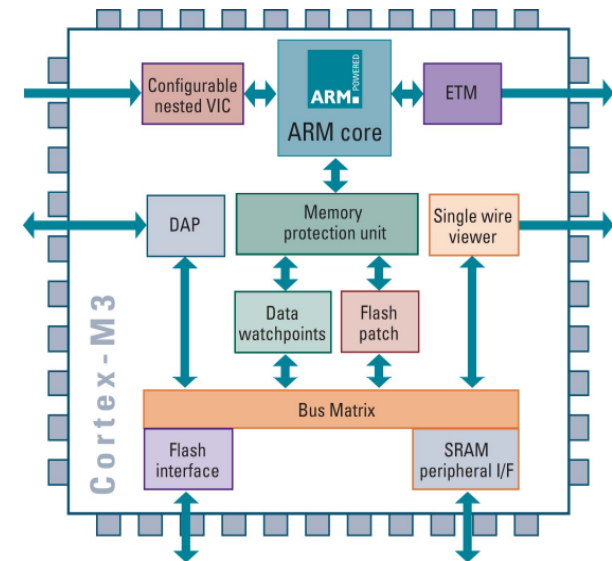 Configurable
nested VIC
ARM
POWERED
ARM core
ETM
DAP
Memory
protection unit
Single wire
viewer
Data
watchpoints
Flash
patch
Cortex-M3
Bus Matrix
Flash
interface
SRAM
peripheral I/F